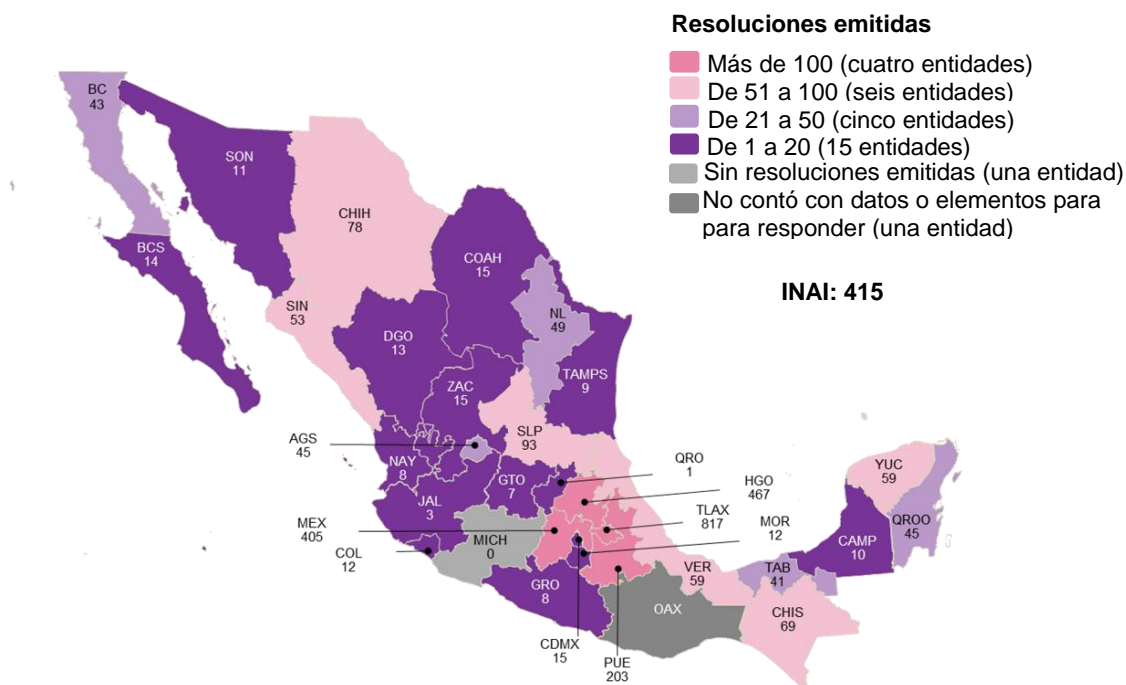 Resoluciones emitidas
Más de 100 (cuatro entidades)
De 51 a 100 (seis entidades)
De 21 a 50 (cinco entidades)
De 1 a 20 (15 entidades)
Sin resoluciones emitidas (una entidad)
No contó con datos o elementos para
para responder (una entidad)
INAI: 415
BC
43
SON
11
CHIH
78
BCS
14
COAH
15
SIN
53
NL
49
DGO
13
TAMPS
9
ZAC
15
SLP
93
AGS
45
NAY
8
GTO
7
QRO
1
HGO
467
YUC
59
JAL
3
TLAX
817
QROO
45
MEX
405
MOR
12
CAMP
10
MICH
0
COL
12
VER
59
TAB
41
GRO
8
OAX
CHIS
69
CDMX
15
PUE
203